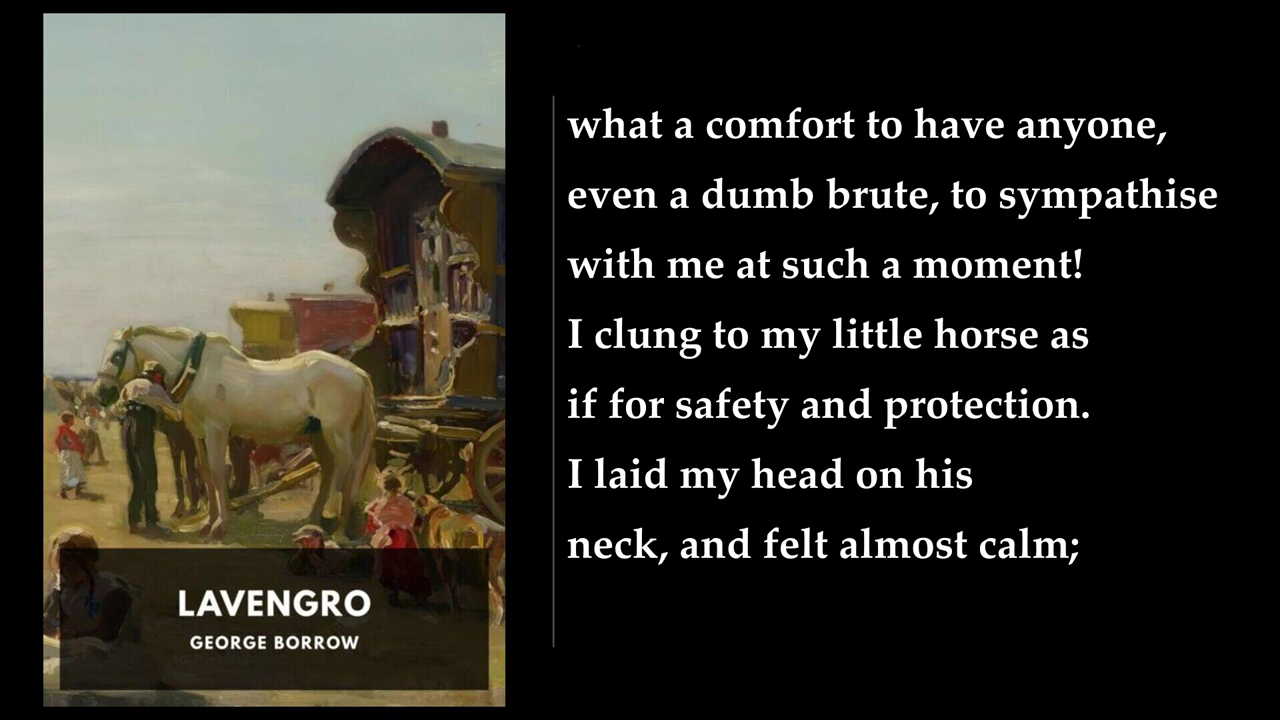 LAVENGRO
GEORGE BORROW
what a comfort to have anyone,
even a dumb brute, to sympathise
with me at such a moment!
I clung to my little horse as
if for safety and protection.
I laid my head on his
neck, and felt almost calm;